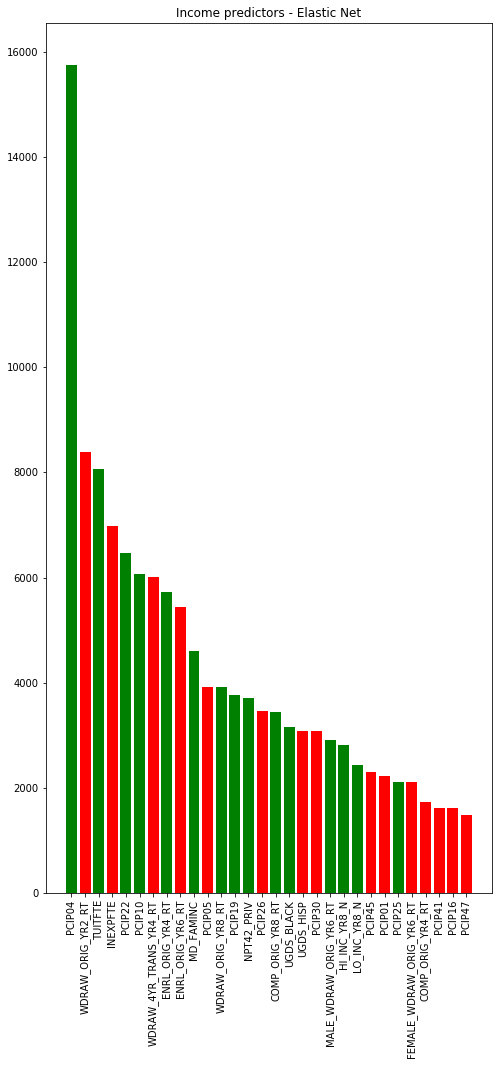 Income predictors - Elastic Net
16000
14000
12000
10000
8000
6000
4000
2000
0
PCIP04
WDRAW_ORIG_YR2_RT
TUITFTE
INEXPFTE
PCIP22
PCIP10
WDRAW_4YR_TRANS_YR4_RT
ENRL_ORIG_YR4_RT
ENRL_ORIG_YR6_RT
MD_FAMINC
PCIP05
WDRAW_ORIG_YR8_RT
PCIP19
NPT42_PRIV
PCIP26
COMP_ORIG_YR8_RT
UGDS_BLACK
UGDS_HISP
PCIP30
MALE_WDRAW_ORIG_YR6_RT
HI_INC_YR8_N
LO_INC_YR8_N
PCIP45
PCIP01
PCIP25
FEMALE_WDRAW_ORIG_YR6_RT
COMP_ORIG_YR4_RT
PCIP41
PCIP16
PCIP47